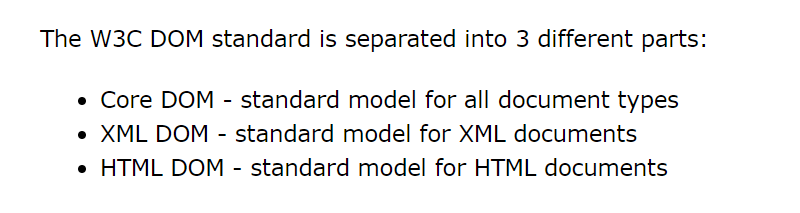 The W3C DOM standard is separated into 3 different parts:
• Core DOM - standard model for all document types
• XML DOM - standard model for XML documents
• HTML DOM - standard model for HTML documents